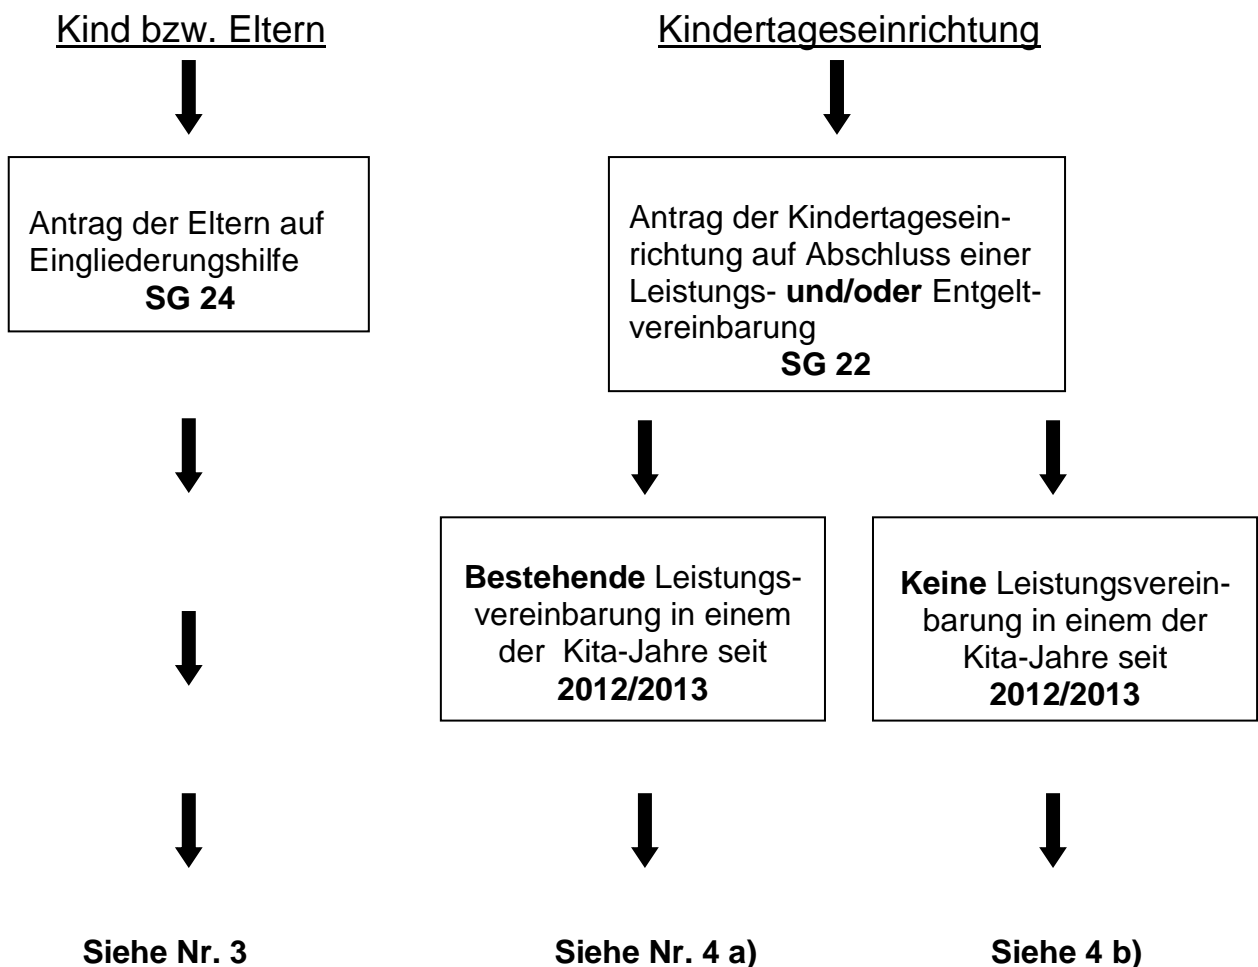 Kind bzw. Eltern
Kindertageseinrichtung
Antrag der Eltern auf
Eingliederungshilfe
SG 24
Antrag der Kindertagesein-
richtung auf Abschluss einer
Leistungs- und/oder Entgelt-
vereinbarung
SG 22
Bestehende Leistungs-
vereinbarung in einem
der Kita-Jahre seit
2012/2013
Keine Leistungsverein-
barung in einem der
Kita-Jahre seit
2012/2013
Siehe Nr. 3
Siehe Nr. 4 a)
Siehe 4 b)